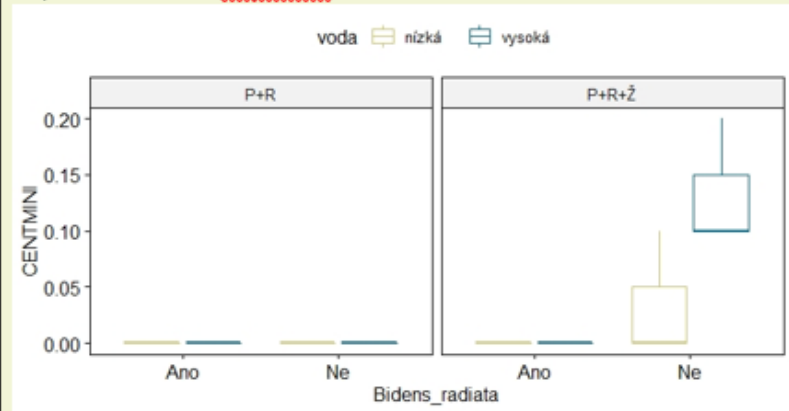 voda nízká vysoká
P+R P+R+Ž
0.20
0.15
0.10
0.05
0.00
CENTMINI
Ano Ne Ano Ne
Bidens_radiata